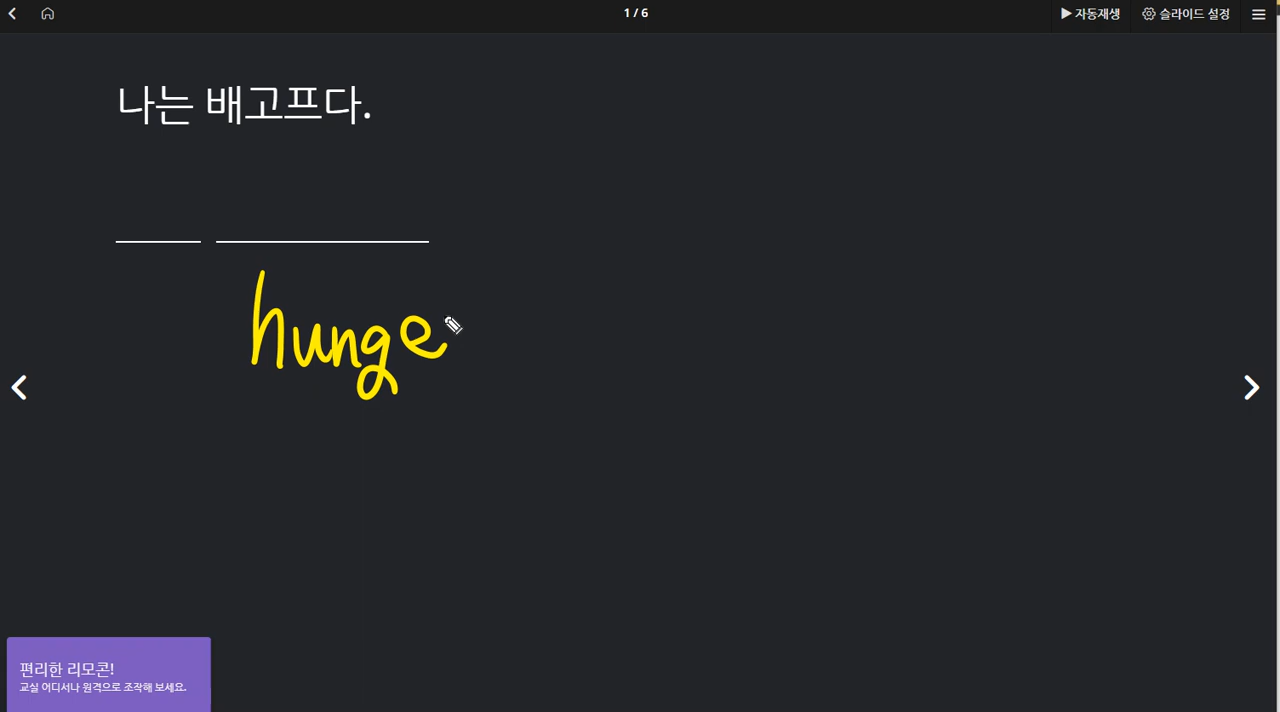 1 / 6
자동재생
슬라이드 설정
나는 배고프다.
hunge
편리한 리모콘!
교실 어디서나 원격으로 조작해 보세요.